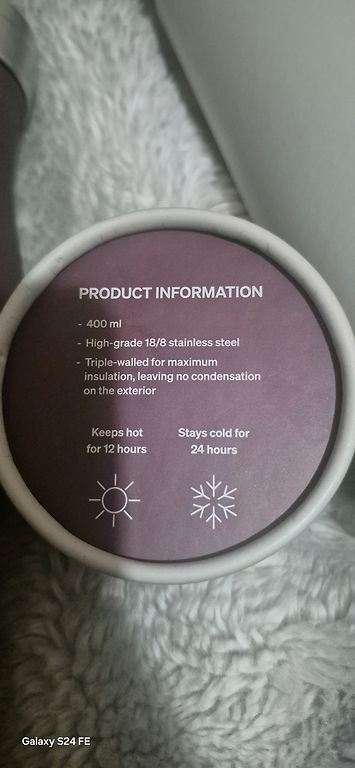 PRODUCT INFORMATION
- 400 ml
- High-grade 18/8 stainless steel
- Triple-walled for maximum
insulation, leaving no condensation
on the exterior
Keeps hot
for 12 hours
Stays cold for
24 hours
Galaxy S24 FE